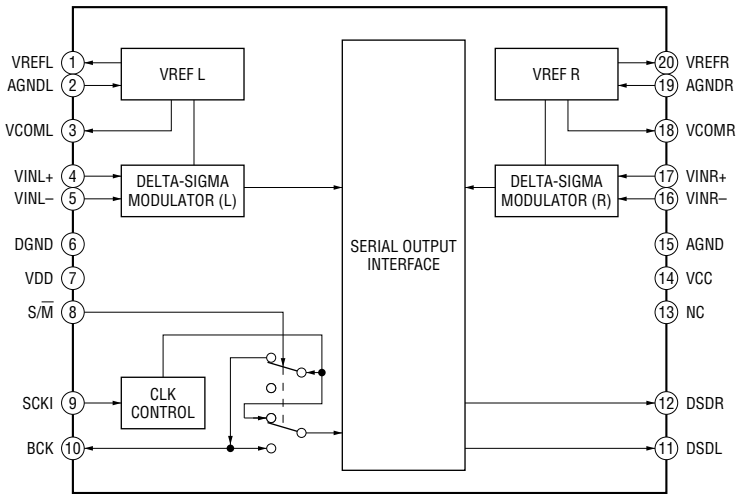 VREFL 1
AGNDL 2
VCOML 3
VINL+ 4
VINL– 5
DGND 6
VDD 7
S/M̅ 8
SCKI 9
BCK 10
VREF L
DELTA-SIGMA
MODULATOR (L)
CLK
CONTROL
SERIAL OUTPUT
INTERFACE
VREF R
DELTA-SIGMA
MODULATOR (R)
20 VREFR
19 AGNDR
18 VCOMR
17 VINR+
16 VINR–
15 AGND
14 VCC
13 NC
12 DSDR
11 DSDL